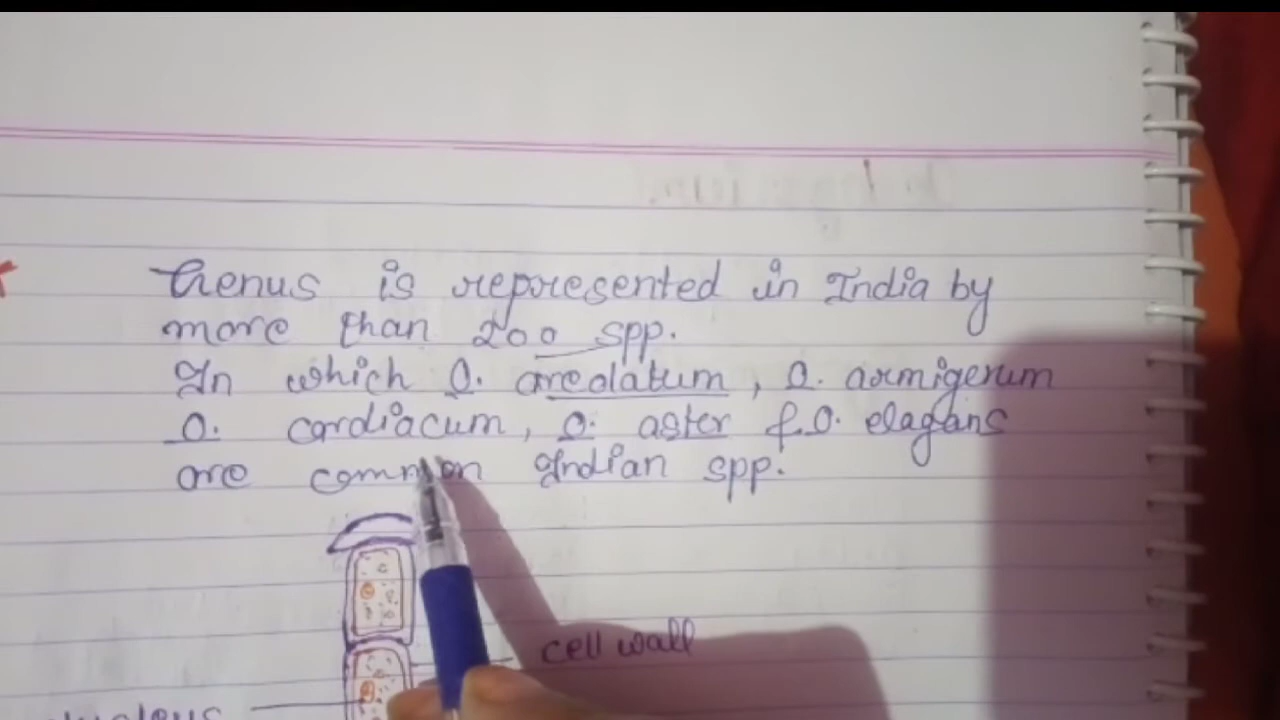 Genus is represented in India by
more than 200 spp.
In which O. areolatum, O. armigerum
O. cardiacum, O. aster & O. elagans
are common Indian spp.
cell wall